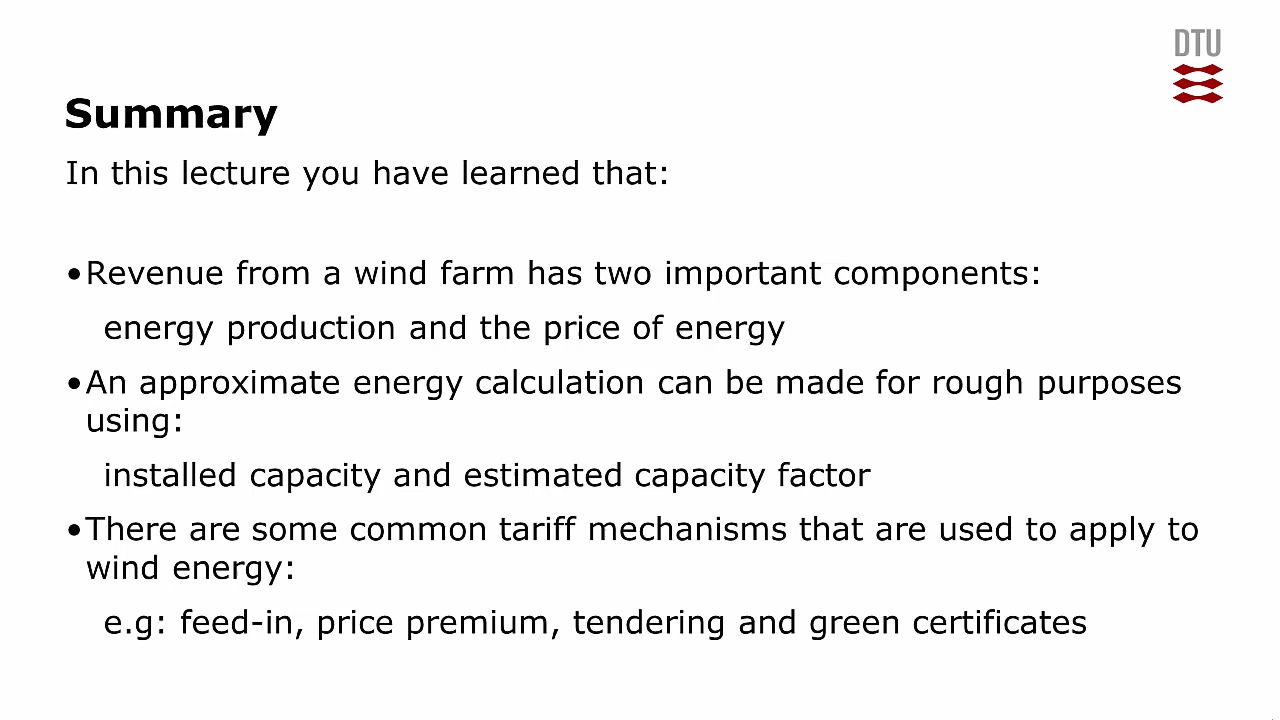 DTU
Summary
In this lecture you have learned that:
•Revenue from a wind farm has two important components:
energy production and the price of energy
•An approximate energy calculation can be made for rough purposes
using:
installed capacity and estimated capacity factor
•There are some common tariff mechanisms that are used to apply to
wind energy:
e.g: feed-in, price premium, tendering and green certificates